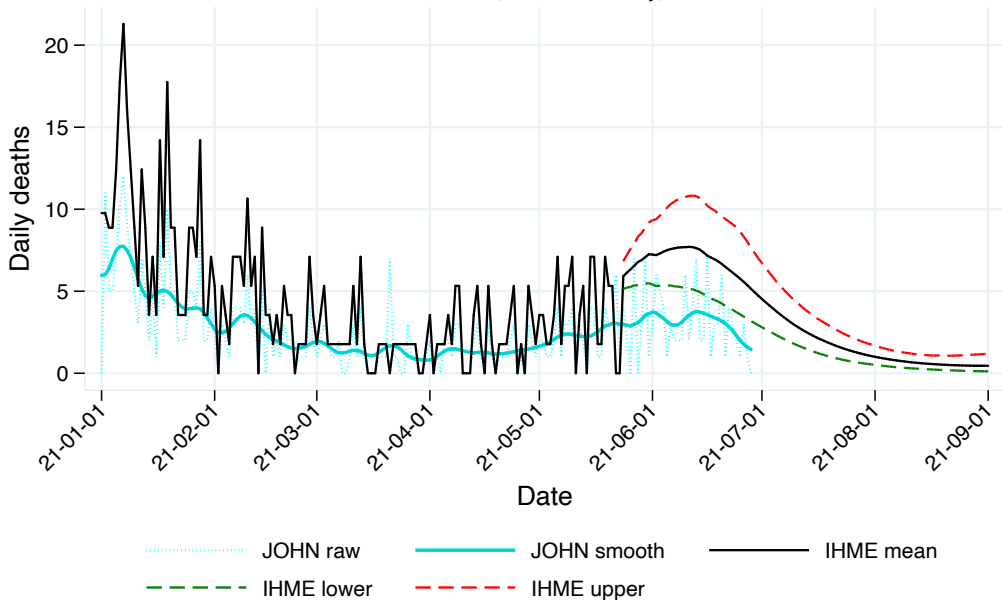 Daily deaths
20
15
10
5
0
21-01-01
21-02-01
21-03-01
21-04-01
21-05-01
21-06-01
21-07-01
21-08-01
21-09-01
Date
JOHN raw
JOHN smooth
IHME mean
IHME lower
IHME upper